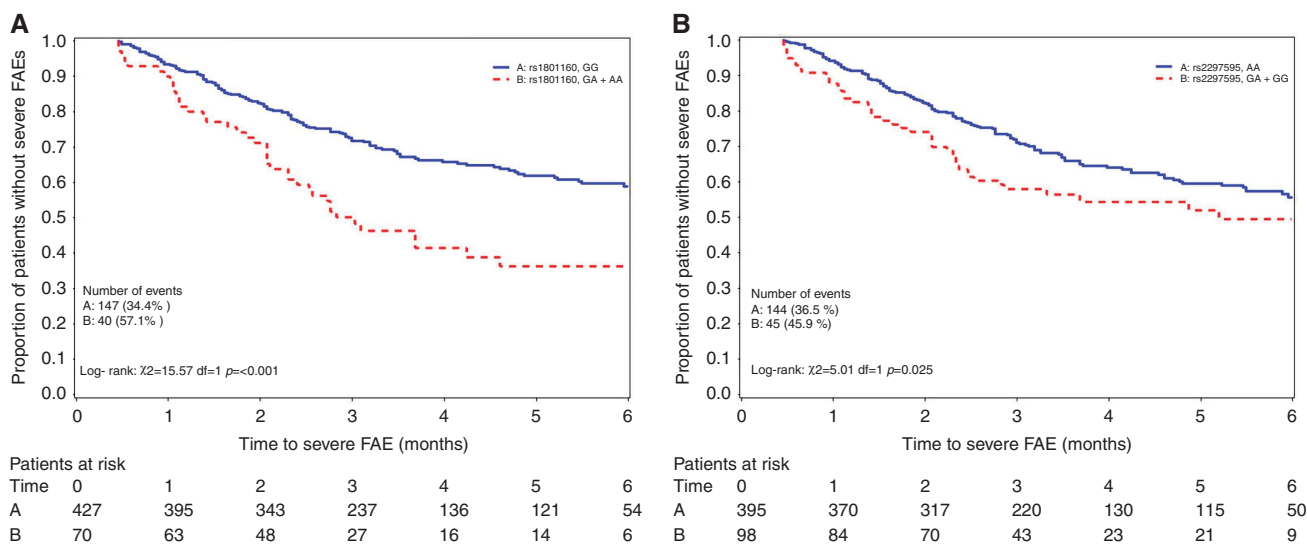 A
Proportion of patients without severe FAEs
1.0
0.9
0.8
0.7
0.6
0.5
0.4
0.3
0.2
0.1
0.0
A: rs1801160, GG
B: rs1801160, GA + AA
Number of events
A: 147 (34.4% )
B: 40 (57.1% )
Log- rank: χ2=15.57 df=1 p=<0.001
0 1 2 3 4 5 6
Time to severe FAE (months)
Patients at risk
Time 0 1 2 3 4 5 6
A 427 395 343 237 136 121 54
B 70 63 48 27 16 14 6
B
Proportion of patients without severe FAEs
1.0
0.9
0.8
0.7
0.6
0.5
0.4
0.3
0.2
0.1
0.0
A: rs2297595, AA
B: rs2297595, GA + GG
Number of events
A: 144 (36.5 %)
B: 45 (45.9 %)
Log-rank: χ2=5.01 df=1 p=0.025
0 1 2 3 4 5 6
Time to severe FAE (months)
Patients at risk
Time 0 1 2 3 4 5 6
A 395 370 317 220 130 115 50
B 98 84 70 43 23 21 9